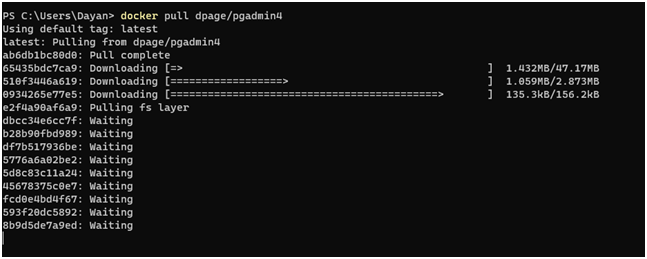 PS C:\Users\Dayan> docker pull dpage/pgadmin4
Using default tag: latest
latest: Pulling from dpage/pgadmin4
ab6db1bc80d0: Pull complete
65435bdc7ca9: Downloading [=> ] 1.432MB/47.17MB
510f3446a619: Downloading [==================> ] 1.059MB/2.873MB
0934265e77e5: Downloading [===========================================> ] 135.3kB/156.2kB
e2f4a90af6a9: Pulling fs layer
dbcc34e6cc7f: Waiting
b28b90fbd989: Waiting
df7b517936be: Waiting
5776a6a02be2: Waiting
5d8c83c11a24: Waiting
45678375c0e7: Waiting
fcd0e4bd4f67: Waiting
593f20dc5892: Waiting
8b9d5de7a9ed: Waiting